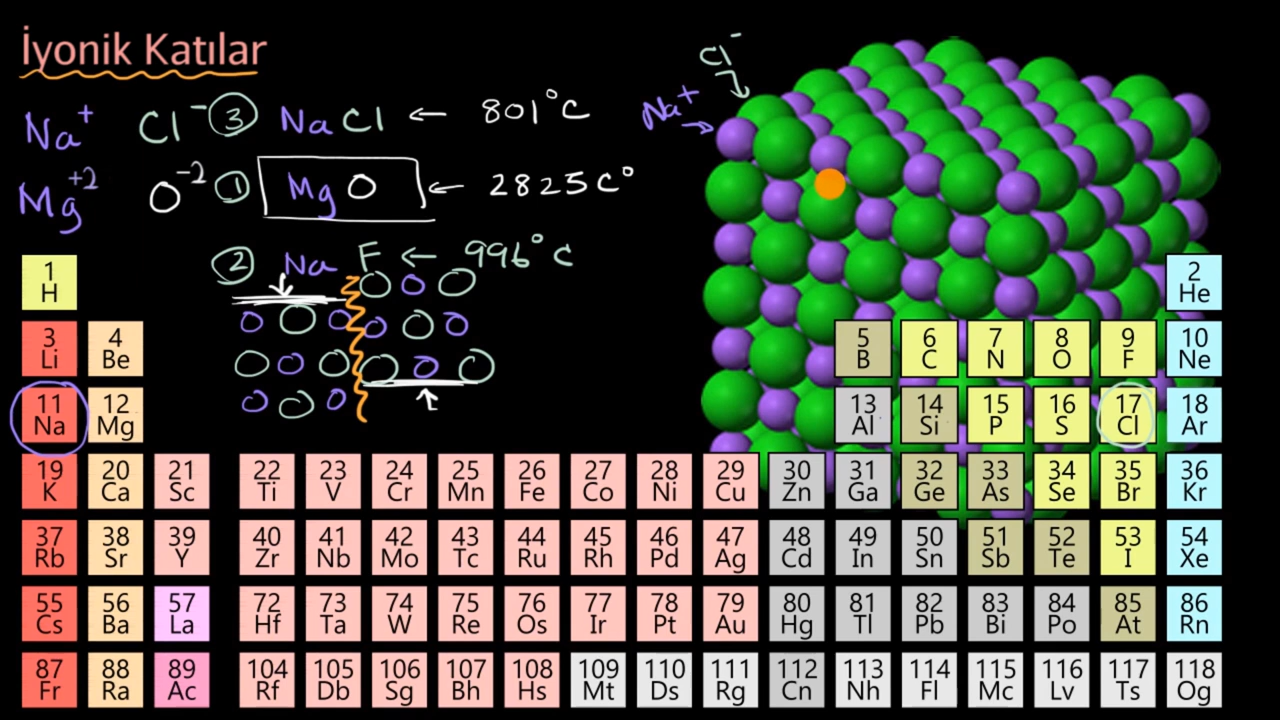 İyonik Katılar
Na⁺ Cl⁻ ③ NaCl ← 801°C
Mg⁺² O⁻² ① MgO ← 2825C°
② Na F ← 996°C
Cl⁻
Na⁺
1 H 2 He
3 Li 4 Be 5 B 6 C 7 N 8 O 9 F 10 Ne
11 Na 12 Mg 13 Al 14 Si 15 P 16 S 17 Cl 18 Ar
19 K 20 Ca 21 Sc 22 Ti 23 V 24 Cr 25 Mn 26 Fe 27 Co 28 Ni 29 Cu 30 Zn 31 Ga 32 Ge 33 As 34 Se 35 Br 36 Kr
37 Rb 38 Sr 39 Y 40 Zr 41 Nb 42 Mo 43 Tc 44 Ru 45 Rh 46 Pd 47 Ag 48 Cd 49 In 50 Sn 51 Sb 52 Te 53 I 54 Xe
55 Cs 56 Ba 57 La 72 Hf 73 Ta 74 W 75 Re 76 Os 77 Ir 78 Pt 79 Au 80 Hg 81 Tl 82 Pb 83 Bi 84 Po 85 At 86 Rn
87 Fr 88 Ra 89 Ac 104 Rf 105 Db 106 Sg 107 Bh 108 Hs 109 Mt 110 Ds 111 Rg 112 Cn 113 Nh 114 Fl 115 Mc 116 Lv 117 Ts 118 Og